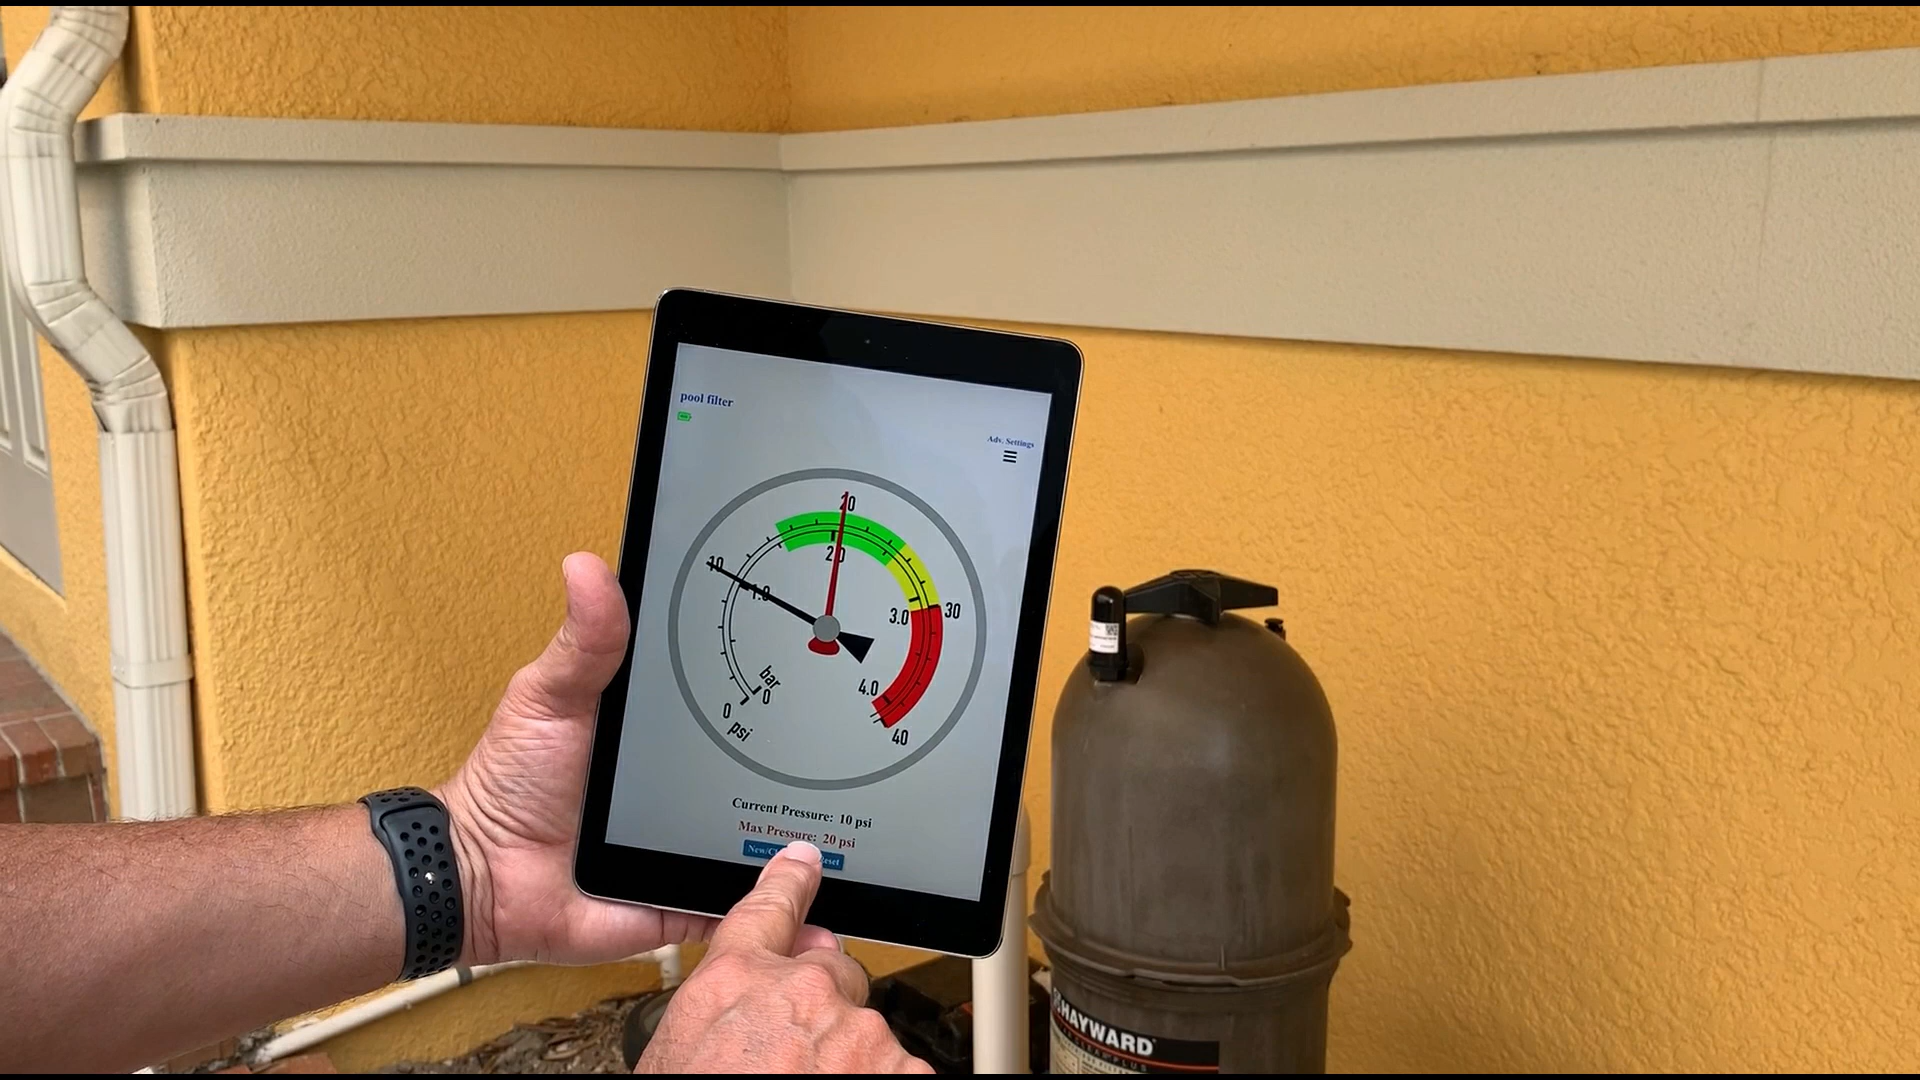 pool filter
Adv. Settings
20
2.0
10
1.0
3.0
30
bar
0
0
psi
4.0
40
Current Pressure: 10 psi
Max Pressure: 20 psi
HAYWARD